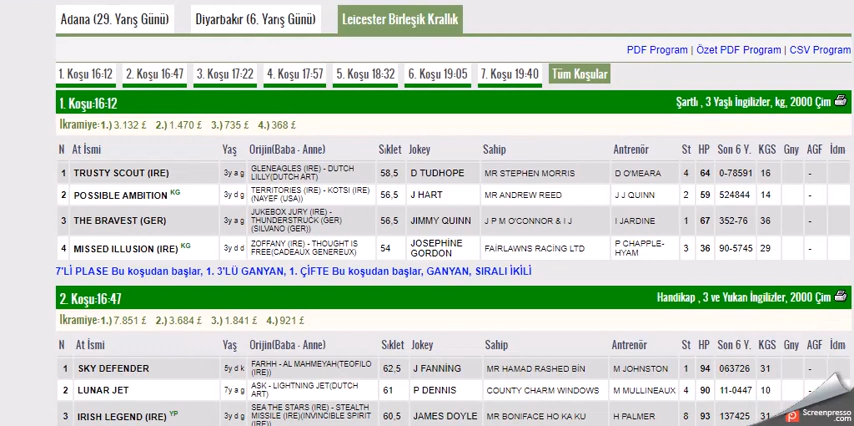 Adana (29. Yarış Günü) Diyarbakır (6. Yarış Günü) Leicester Birleşik Krallık
PDF Program | Özet PDF Program | CSV Program
1. Koşu 16:12 2. Koşu 16:47 3. Koşu 17:22 4. Koşu 17:57 5. Koşu 18:32 6. Koşu 19:05 7. Koşu 19:40 Tüm Koşular
1. Koşu:16:12 Şartlı , 3 Yaşlı İngilizler, kg, 2000 Çim
İkramiye:1.) 3.132 £ 2.) 1.470 £ 3.) 735 £ 4.) 368 £
N At İsmi Yaş Orijin(Baba - Anne) Sıklet Jokey Sahip Antrenör St HP Son 6 Y. KGS Gny AGF İdm
1 TRUSTY SCOUT (IRE) 3y a g GLENEAGLES (IRE) - DUTCH LILLY(DUTCH ART) 58,5 D TUDHOPE MR STEPHEN MORRIS D O'MEARA 4 64 0-78591 16 -
2 POSSIBLE AMBITION KG 3y d g TERRITORIES (IRE) - KOTSI (IRE) (NAYEF (USA)) 56,5 J HART MR ANDREW REED J J QUINN 2 59 524844 14 -
3 THE BRAVEST (GER) 3y a g JUKEBOX JURY (IRE) - THUNDERSTRUCK (GER) (SILVANO (GER)) 56,5 JIMMY QUINN J P M O'CONNOR & I J I JARDINE 1 67 352-76 36 -
4 MISSED ILLUSION (IRE) KG 3y d d ZOFFANY (IRE) - THOUGHT IS FREE(CADEAUX GENEREUX) 54 JOSEPHİNE GORDON FAİRLAWNS RACİNG LTD P CHAPPLE-HYAM 3 36 90-5745 29 -
7'Lİ PLASE Bu koşudan başlar, 1. 3'LÜ GANYAN, 1. ÇİFTE Bu koşudan başlar, GANYAN, SIRALI İKİLİ
2. Koşu:16:47 Handikap , 3 ve Yukarı İngilizler, 2000 Çim
İkramiye:1.) 7.851 £ 2.) 3.684 £ 3.) 1.841 £ 4.) 921 £
N At İsmi Yaş Orijin(Baba - Anne) Sıklet Jokey Sahip Antrenör St HP Son 6 Y. KGS Gny AGF İdm
1 SKY DEFENDER 5y d k FARHH - AL MAHMEYAH(TEOFILO (IRE)) 62,5 J FANNİNG MR HAMAD RASHED BİN M JOHNSTON 1 94 063726 31 -
2 LUNAR JET 7y a g ASK - LIGHTNING JET(DUTCH ART) 61 P DENNIS COUNTY CHARM WINDOWS M MULLINEAUX 4 90 11-0447 10 -
3 IRISH LEGEND (IRE) YP 3y d g SEA THE STARS (IRE) - STEALTH MISSILE (IRE)(INVINCIBLE SPIRIT (IRE)) 60,5 JAMES DOYLE MR BONIFACE HO KA KU H PALMER 8 93 137425 31
Screenpresso
.com